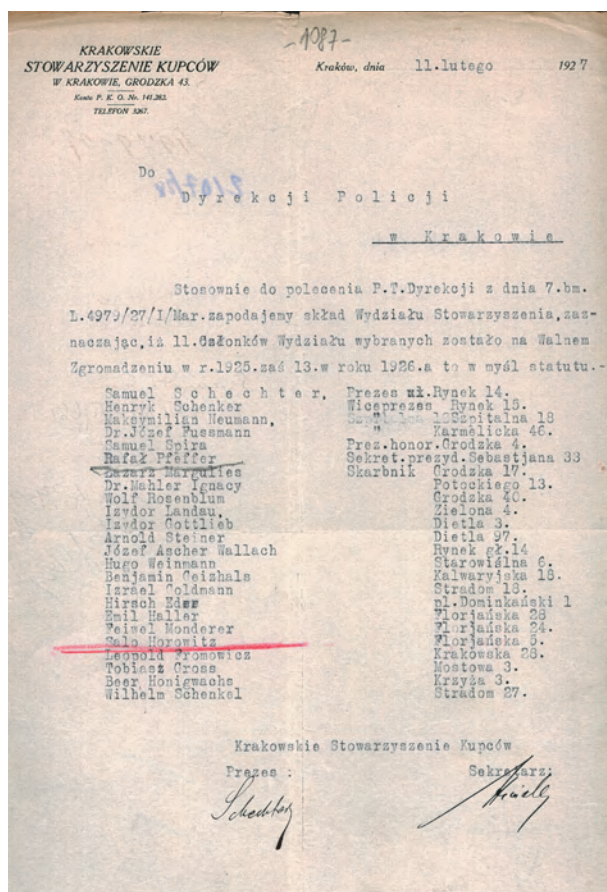 -1087-
KRAKOWSKIE
STOWARZYSZENIE KUPCÓW
W KRAKOWIE, GRODZKA 43.
Konto P. K. O. Nr. 141.282.
TELEFON 3267.
Kraków, dnia 11.lutego 1927
Do
Dyrekcji Policji
w Krakowie
Stosownie do polecenia P.T.Dyrekcji z dnia 7.bm.
L.4979/27/I/Mar.zapodajemy skład Wydziału Stowarzyszenia,zaz-
naczając,iż 11.Członków Wydziału wybranych zostało na Walnem
Zgromadzeniu w r.1925.zaś 13.w roku 1926.a to w myśl statutu.-
Samuel Schechter, Prezes Rynek 14.
Henryk Schenker Wiceprezes Rynek 15.
Maksymilian Neumann, Szpitalna 18
Dr.Józef Fussmann " Karmelicka 46.
Samuel Spira Prez.honor.Grodzka 4.
Rafał Pfeffer Sekret.prezyd.Sebastjana 33
Łazarz Margulies Skarbnik Grodzka 17.
Dr.Mahler Ignacy Potockiego 13.
Wolf Rosenblum Grodzka 40.
Izydor Landau, Zielona 4.
Izydor Gottlieb Dietla 3.
Arnold Steiner Dietla 97.
Józef Ascher Wallach Rynek gł.14
Hugo Weinmann Starowiślna 6.
Benjamin Geizhals Kalwaryjska 18.
Izrael Goldmann Stradom 18.
Hirsch Eder pl.Dominkański 1
Emil Haller Florjańska 28
Feiwel Monderer Florjańska 24.
Salo Horowitz Florjańska 5.
Leopold Fromowicz Krakowska 28.
Tobiasz Gross Mostowa 3.
Beer Honigwachs Krzyża 3.
Wilhelm Schenkel Stradom 27.
Krakowskie Stowarzyszenie Kupców
Prezes : Sekretarz:
Schechter